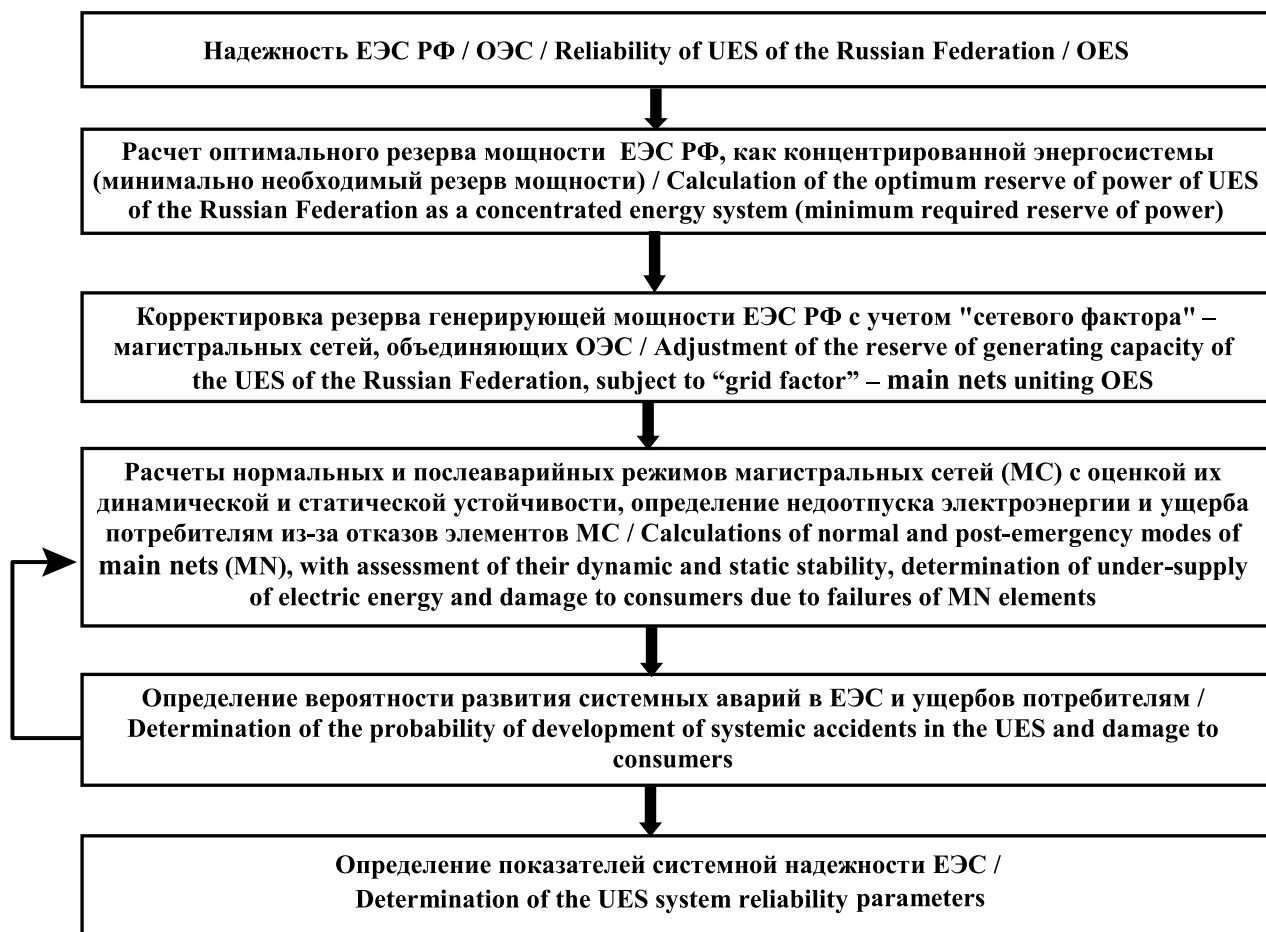 Надежность ЕЭС РФ / ОЭС / Reliability of UES of the Russian Federation / OES
Расчет оптимального резерва мощности ЕЭС РФ, как концентрированной энергосистемы
(минимально необходимый резерв мощности) / Calculation of the optimum reserve of power of UES
of the Russian Federation as a concentrated energy system (minimum required reserve of power)
Корректировка резерва генерирующей мощности ЕЭС РФ с учетом "сетевого фактора" –
магистральных сетей, объединяющих ОЭС / Adjustment of the reserve of generating capacity of
the UES of the Russian Federation, subject to “grid factor” – main nets uniting OES
Расчеты нормальных и послеаварийных режимов магистральных сетей (МС) с оценкой их
динамической и статической устойчивости, определение недоотпуска электроэнергии и ущерба
потребителям из-за отказов элементов МС / Calculations of normal and post-emergency modes of
main nets (MN), with assessment of their dynamic and static stability, determination of under-supply
of electric energy and damage to consumers due to failures of MN elements
Определение вероятности развития системных аварий в ЕЭС и ущербов потребителям /
Determination of the probability of development of systemic accidents in the UES and damage to
consumers
Определение показателей системной надежности ЕЭС /
Determination of the UES system reliability parameters